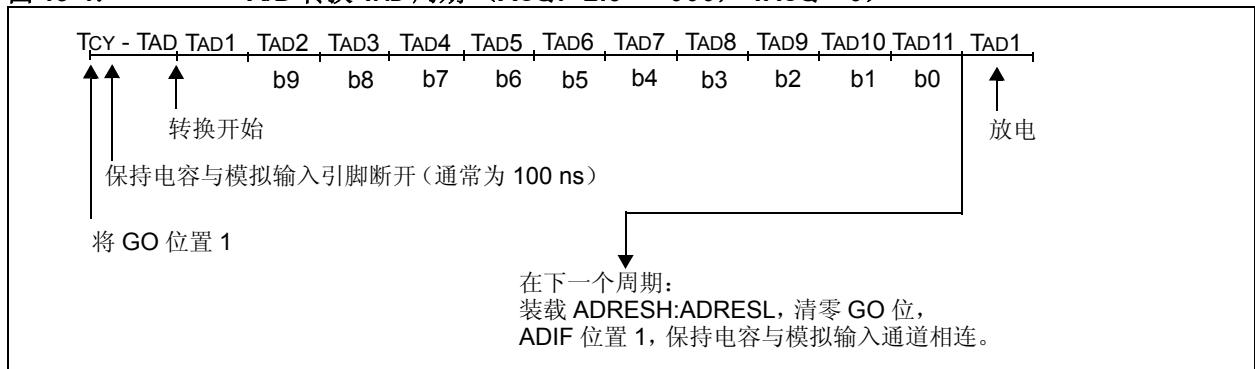 TCY - TAD TAD1 TAD2 TAD3 TAD4 TAD5 TAD6 TAD7 TAD8 TAD9 TAD10 TAD11 TAD1
b9 b8 b7 b6 b5 b4 b3 b2 b1 b0
转换开始
放电
保持电容与模拟输入引脚断开（通常为 100 ns）
将 GO 位置 1
在下一个周期：
装载 ADRESH:ADRESL，清零 GO 位，
ADIF 位置 1，保持电容与模拟输入通道相连。